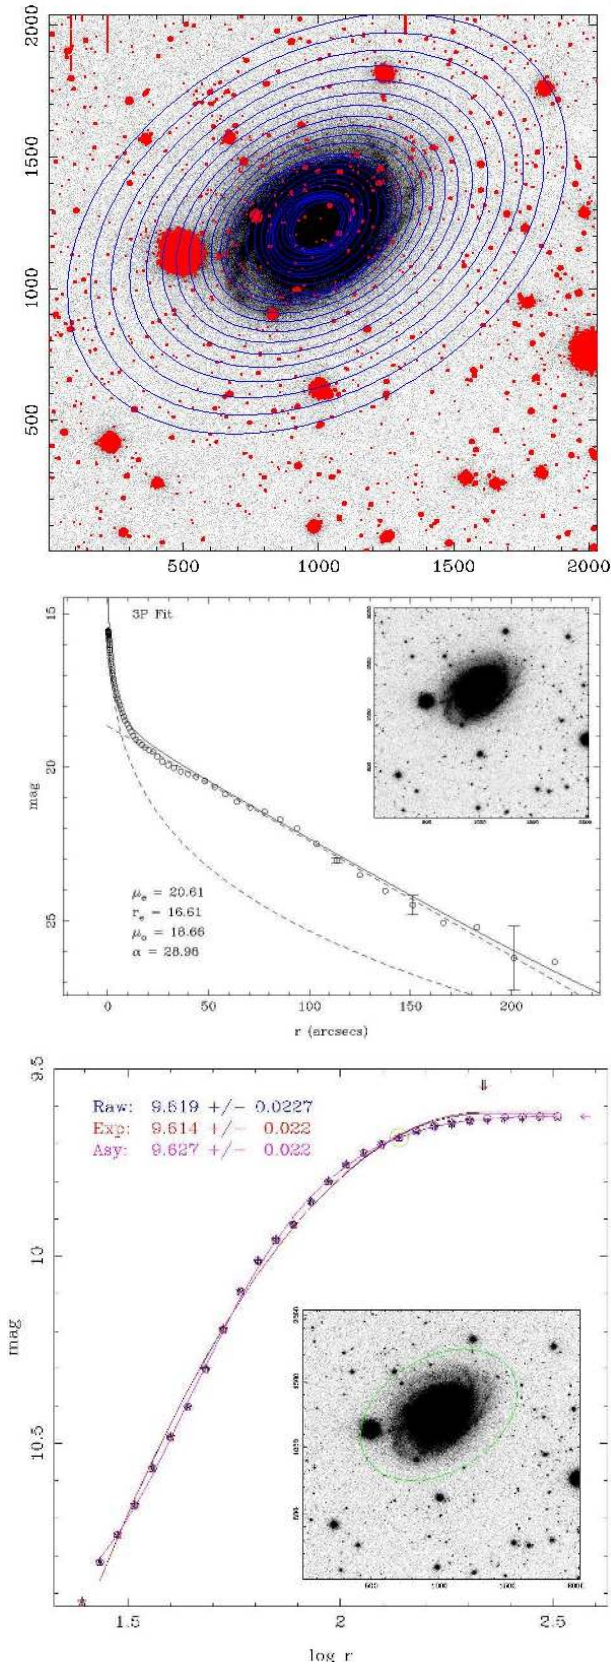 2000
1500
1000
500
500
1000
1500
2000
3P Fit
15
20
25
mag
μₑ = 20.61
rₑ = 16.61
μₒ = 18.66
α = 28.98
0
50
100
150
200
r (arcsecs)
9.5
Raw: 9.619 +/- 0.0227
Exp: 9.614 +/- 0.022
Asy: 9.627 +/- 0.022
10
mag
10.5
1.5
2
2.5
log r